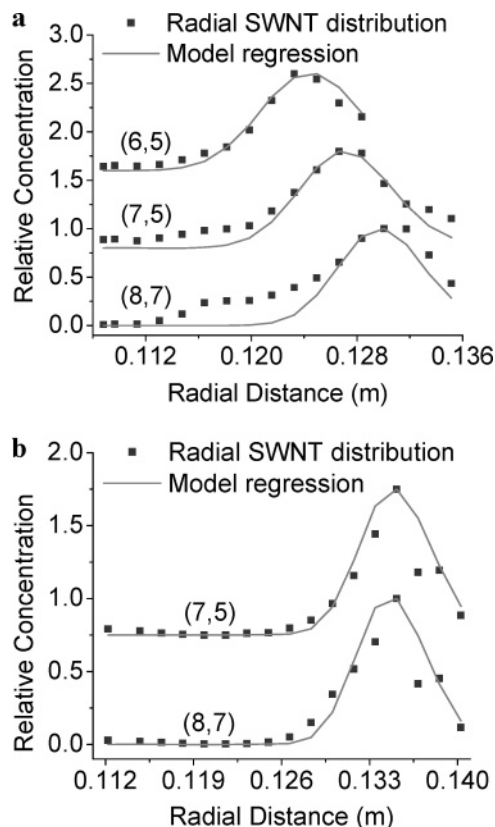 a
Radial SWNT distribution
Model regression
3.0
2.5
2.0
1.5
1.0
0.5
0.0
Relative Concentration
(6,5)
(7,5)
(8,7)
0.112 0.120 0.128 0.136
Radial Distance (m)
b
Radial SWNT distribution
Model regression
2.0
1.5
1.0
0.5
0.0
Relative Concentration
(7,5)
(8,7)
0.112 0.119 0.126 0.133 0.140
Radial Distance (m)